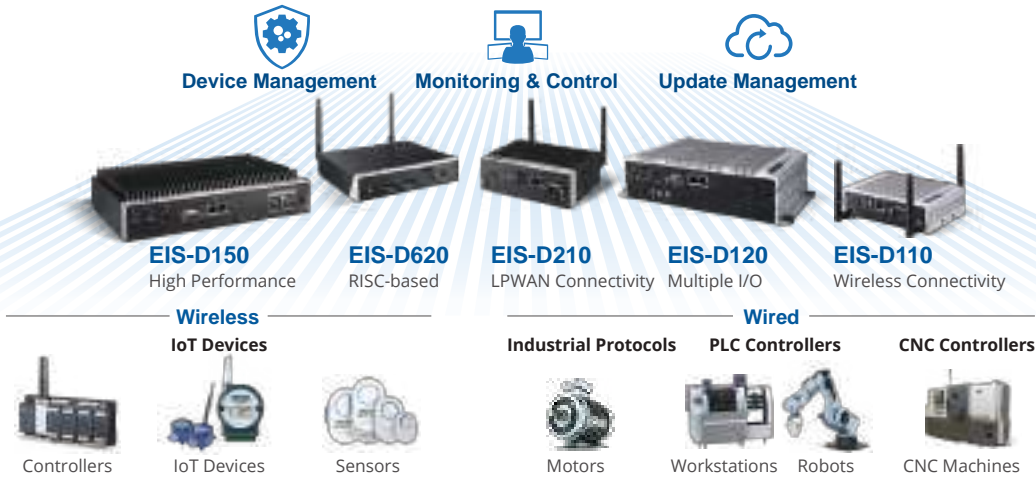 Device Management Monitoring & Control Update Management
EIS-D150 EIS-D620 EIS-D210 EIS-D120 EIS-D110
High Performance RISC-based LPWAN Connectivity Multiple I/O Wireless Connectivity
Wireless Wired
IoT Devices Industrial Protocols PLC Controllers CNC Controllers
Controllers IoT Devices Sensors Motors Workstations Robots CNC Machines